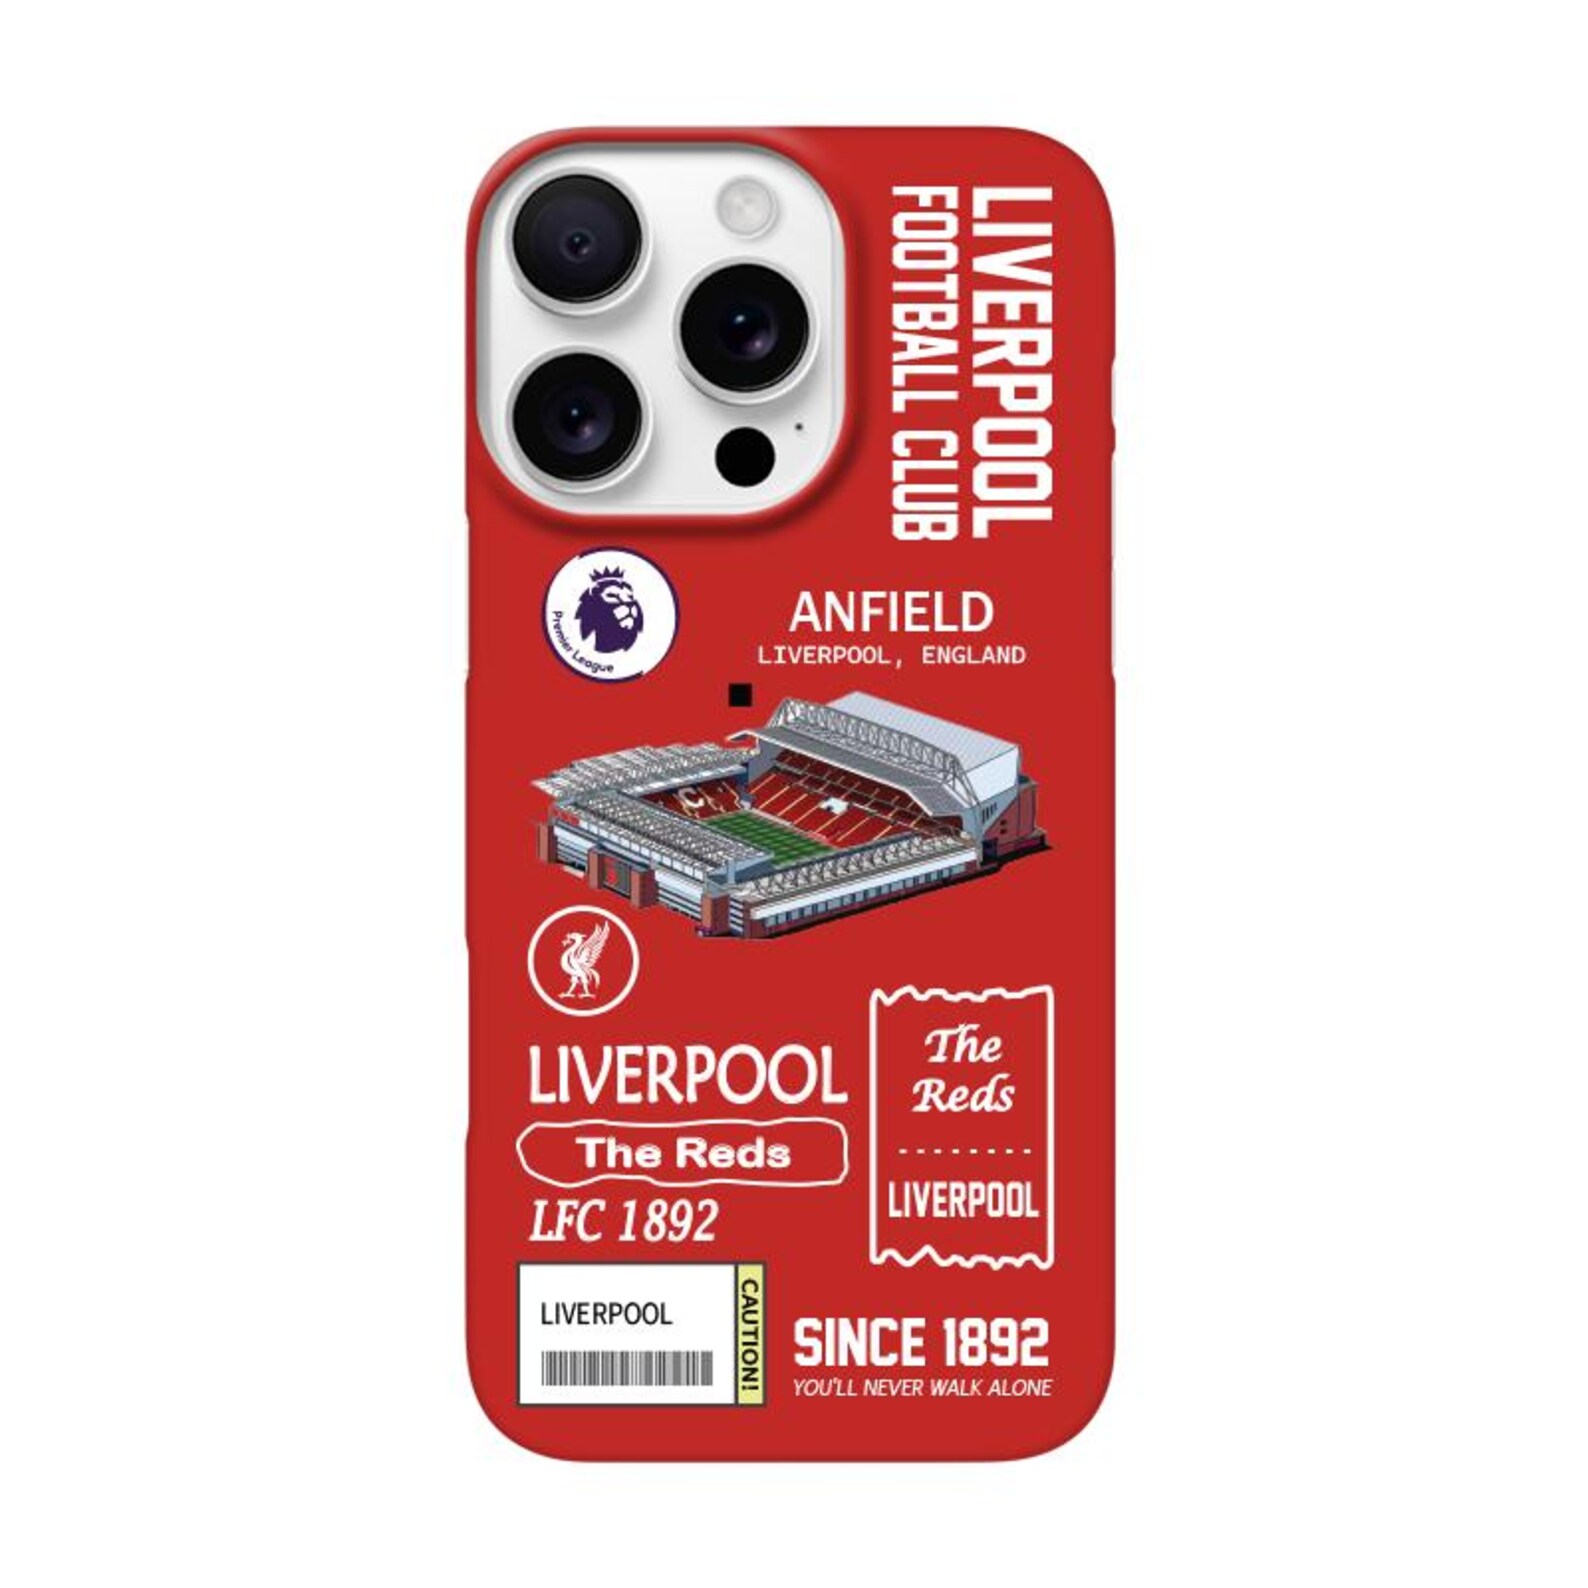 LIVERPOOL
FOOTBALL CLUB
Premier League
ANFIELD
LIVERPOOL, ENGLAND
The
Reds
LIVERPOOL
LIVERPOOL
The Reds
LFC 1892
LIVERPOOL
CAUTION!
SINCE 1892
YOU'LL NEVER WALK ALONE